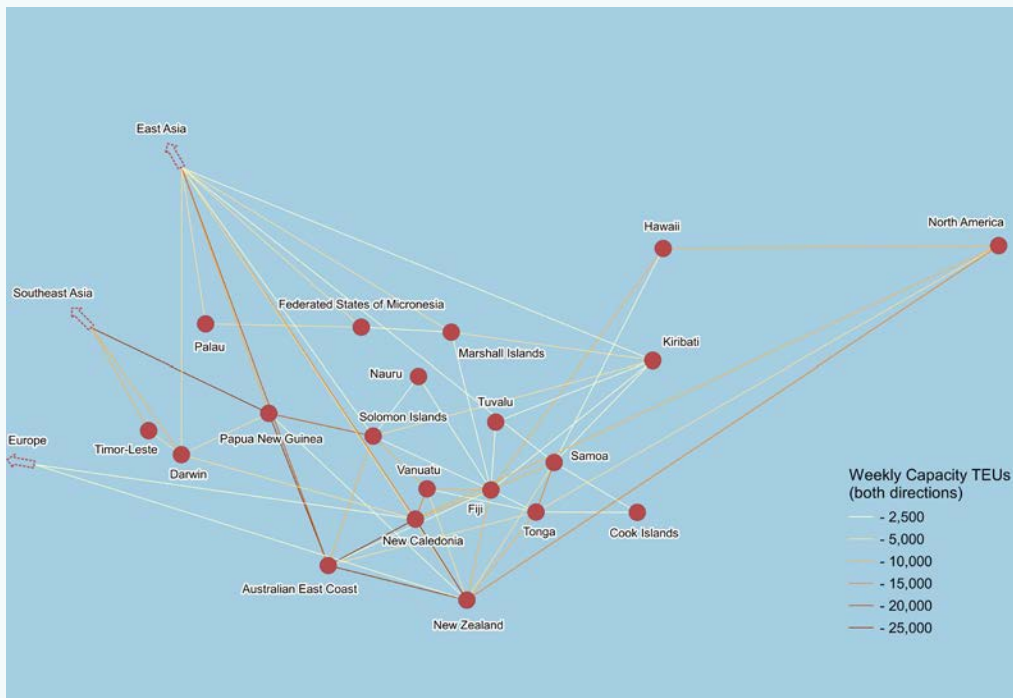 East Asia
Hawaii
North America
Southeast Asia
Federated States of Micronesia
Palau
Marshall Islands
Kiribati
Nauru
Tuvalu
Solomon Islands
Europe
Timor-Leste
Papua New Guinea
Darwin
Vanuatu
Samoa
Fiji
New Caledonia
Tonga
Cook Islands
Australian East Coast
New Zealand
Weekly Capacity TEUs
(both directions)
- 2,500
- 5,000
- 10,000
- 15,000
- 20,000
- 25,000